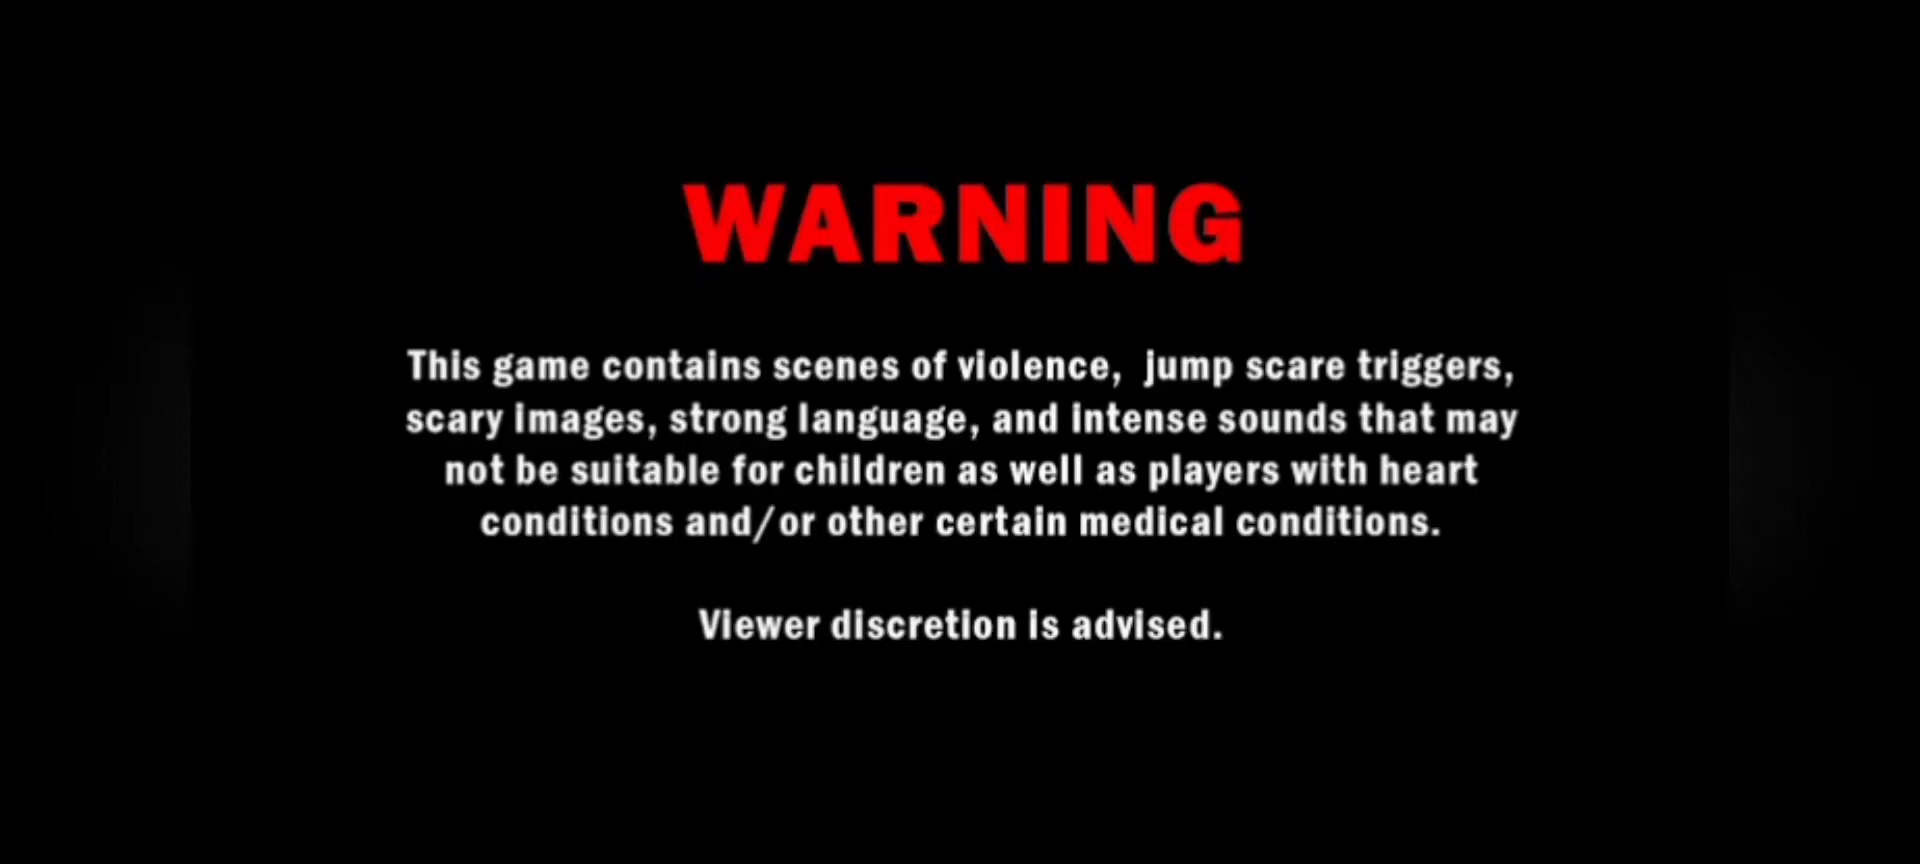 WARNING
This game contains scenes of violence,  jump scare triggers,
scary images, strong language, and intense sounds that may
not be suitable for children as well as players with heart
conditions and/or other certain medical conditions.
Viewer discretion is advised.